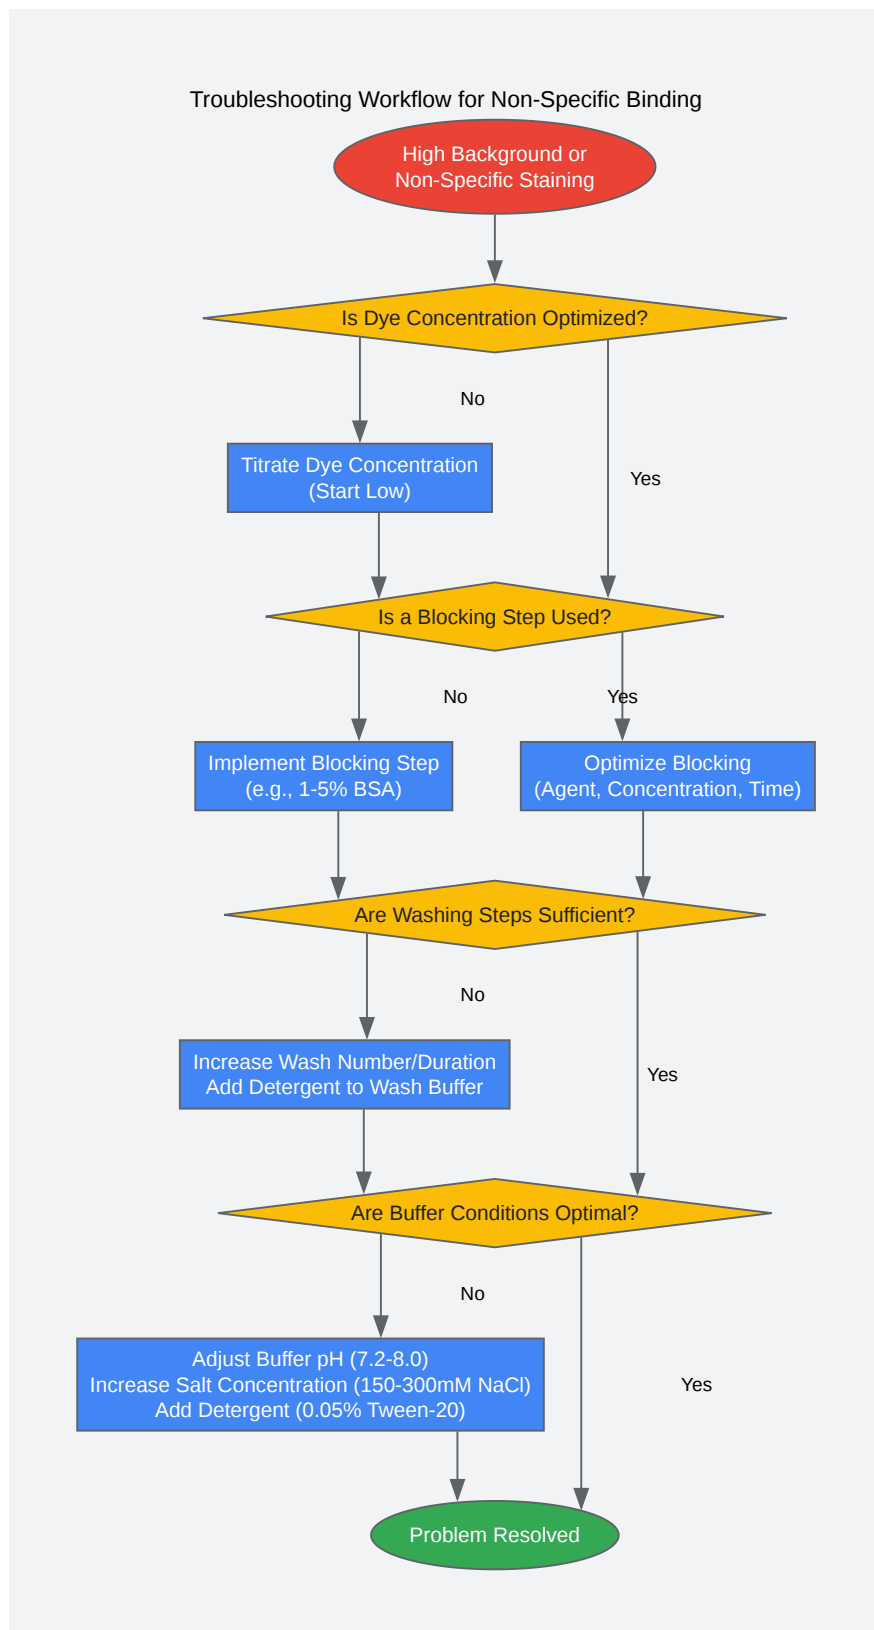 Troubleshooting Workflow for Non-Specific Binding
High Background or
Non-Specific Staining
Is Dye Concentration Optimized?
No
Titrate Dye Concentration
(Start Low)
Yes
Is a Blocking Step Used?
No
Yes
Implement Blocking Step
(e.g., 1-5% BSA)
Optimize Blocking
(Agent, Concentration, Time)
Are Washing Steps Sufficient?
No
Increase Wash Number/Duration
Add Detergent to Wash Buffer
Yes
Are Buffer Conditions Optimal?
No
Adjust Buffer pH (7.2-8.0)
Increase Salt Concentration (150-300mM NaCl)
Add Detergent (0.05% Tween-20)
Yes
Problem Resolved